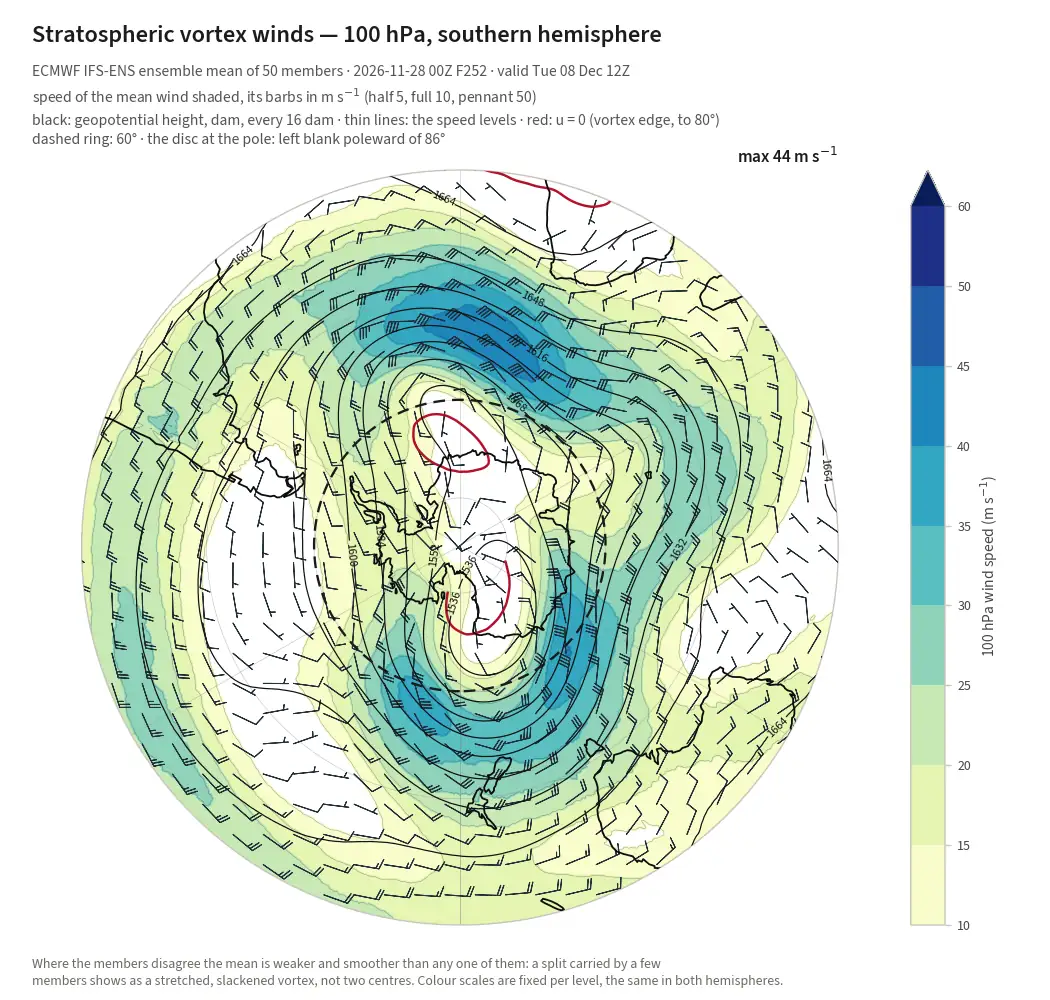 Stratospheric vortex winds — 100 hPa, southern hemisphere
ECMWF IFS-ENS ensemble mean of 50 members · 2026-11-28 00Z F252 · valid Tue 08 Dec 12Z
speed of the mean wind shaded, its barbs in m s⁻¹ (half 5, full 10, pennant 50)
black: geopotential height, dam, every 16 dam · thin lines: the speed levels · red: u = 0 (vortex edge, to 80°)
dashed ring: 60° · the disc at the pole: left blank poleward of 86°
max 44 m s⁻¹
1664
1664
1648
1616
1568
1664
1632
1600
1552
1536
1536
1664
60
50
45
40
35
30
25
20
15
10
100 hPa wind speed (m s⁻¹)
Where the members disagree the mean is weaker and smoother than any one of them: a split carried by a few
members shows as a stretched, slackened vortex, not two centres. Colour scales are fixed per level, the same in both hemispheres.